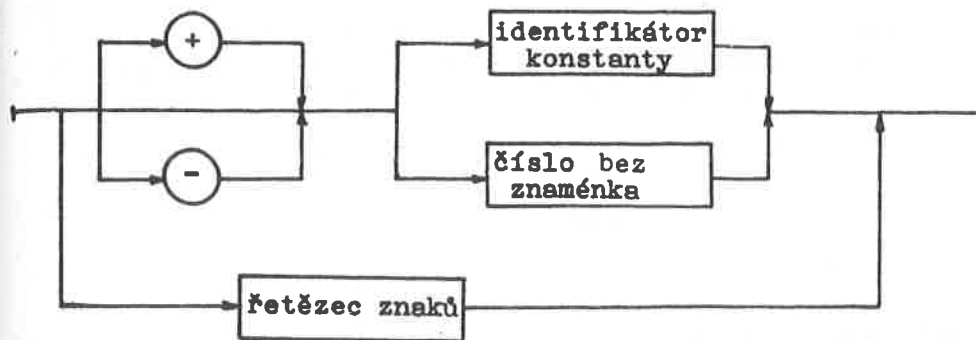 +
identifikátor
konstanty
-
číslo bez
znaménka
řetězec znaků